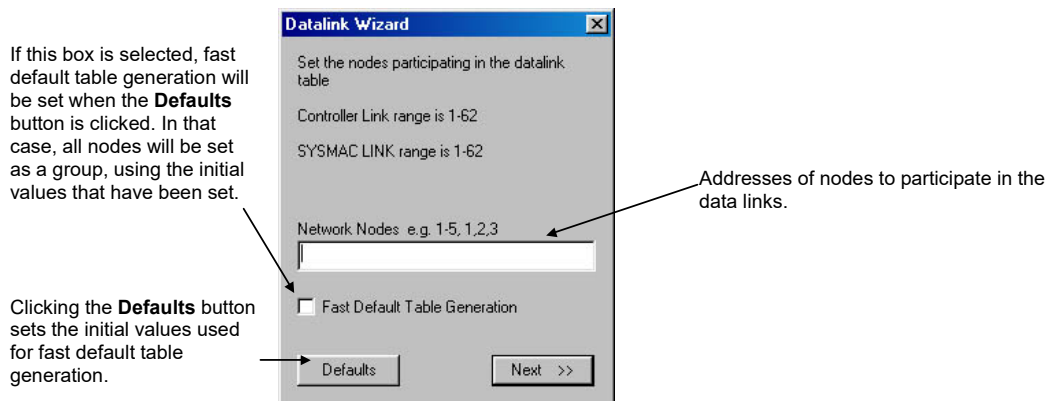 If this box is selected, fast
default table generation will
be set when the Defaults
button is clicked. In that
case, all nodes will be set
as a group, using the initial
values that have been set.
Clicking the Defaults button
sets the initial values used
for fast default table
generation.
Datalink Wizard
Set the nodes participating in the datalink
table
Controller Link range is 1-62
SYSMAC LINK range is 1-62
Network Nodes e.g. 1-5, 1,2,3
Fast Default Table Generation
Defaults
Next >>
Addresses of nodes to participate in the
data links.